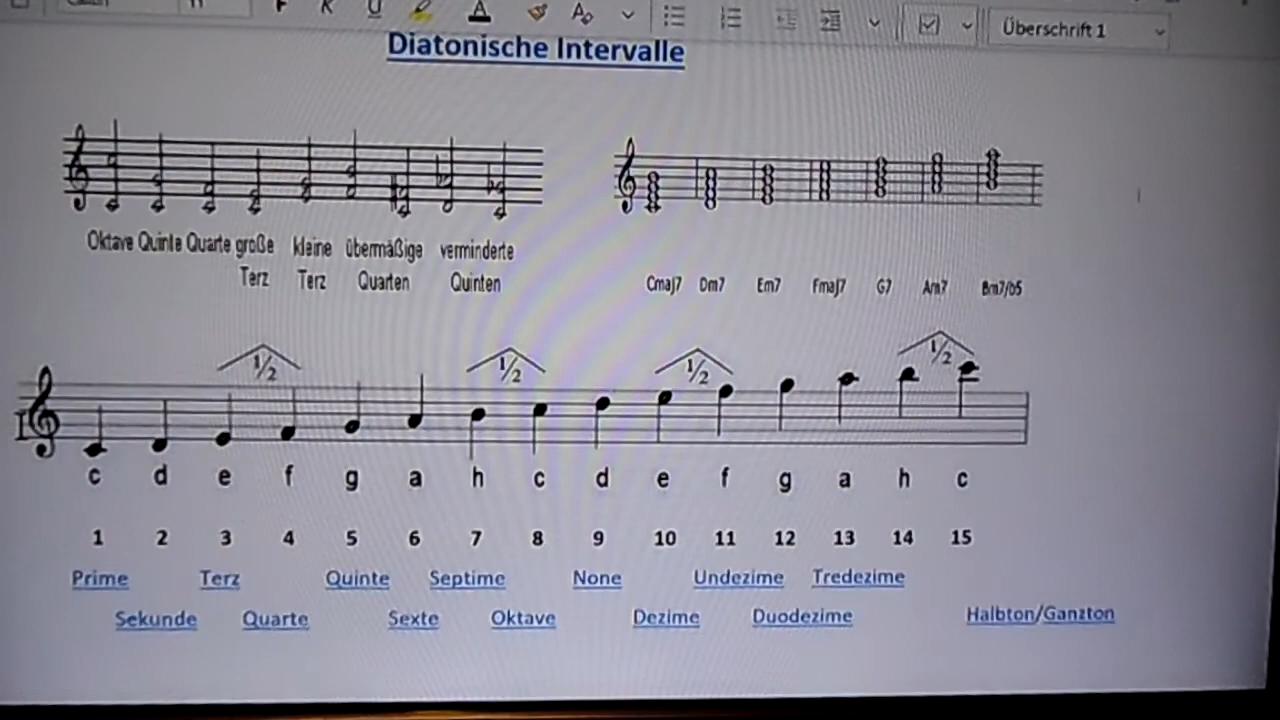 F K U A
Überschrift 1
Diatonische Intervalle
Oktave Quinte Quarte große kleine übermäßige verminderte
Terz Terz Quarten Quinten
Cmaj7 Dm7 Em7 Fmaj7 G7 Am7 Bm7/b5
1/2 1/2 1/2 1/2
c d e f g a h c d e f g a h c
1 2 3 4 5 6 7 8 9 10 11 12 13 14 15
Prime Terz Quinte Septime None Undezime Tredezime
Sekunde Quarte Sexte Oktave Dezime Duodezime Halbton/Ganzton